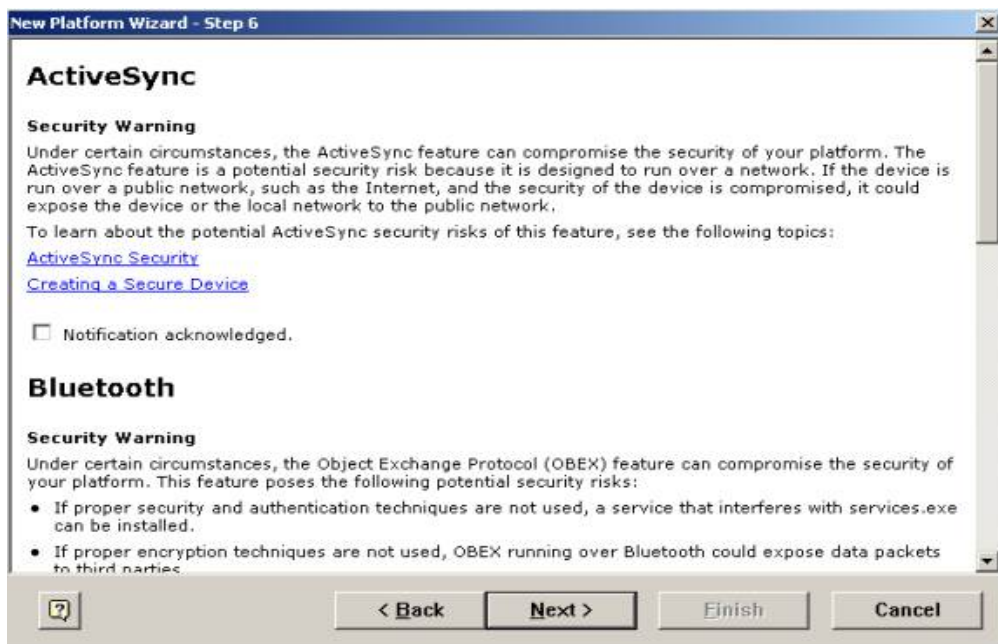 New Platform Wizard - Step 6
ActiveSync
Security Warning
Under certain circumstances, the ActiveSync feature can compromise the security of your platform. The
ActiveSync feature is a potential security risk because it is designed to run over a network. If the device is
run over a public network, such as the Internet, and the security of the device is compromised, it could
expose the device or the local network to the public network.
To learn about the potential ActiveSync security risks of this feature, see the following topics:
ActiveSync Security
Creating a Secure Device
Notification acknowledged.
Bluetooth
Security Warning
Under certain circumstances, the Object Exchange Protocol (OBEX) feature can compromise the security of
your platform. This feature poses the following potential security risks:
• If proper security and authentication techniques are not used, a service that interferes with services.exe
can be installed.
• If proper encryption techniques are not used, OBEX running over Bluetooth could expose data packets
to third parties
< Back
Next >
Finish
Cancel